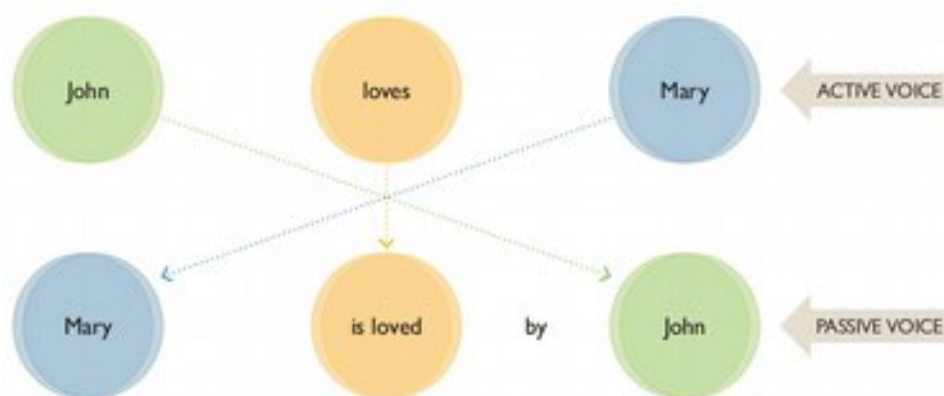 John loves Mary ACTIVE VOICE
Mary is loved by John PASSIVE VOICE